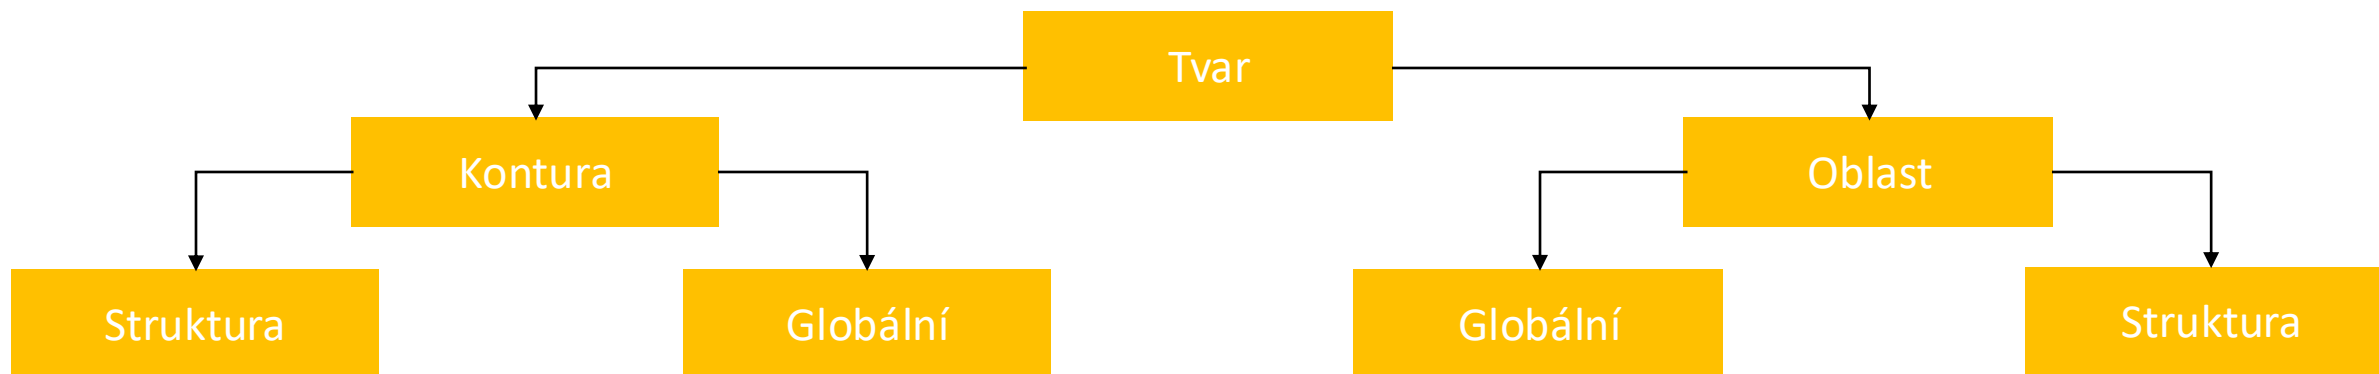 Tvar
Kontura
Oblast
Struktura
Globální
Globální
Struktura